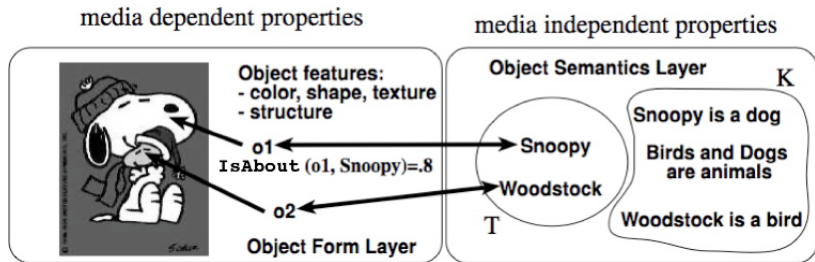 media dependent properties
media independent properties
Object features:
- color, shape, texture
- structure
o1
IsAbout (o1, Snoopy)=.8
o2
Object Form Layer
Object Semantics Layer
K
Snoopy
Woodstock
T
Snoopy is a dog
Birds and Dogs
are animals
Woodstock is a bird